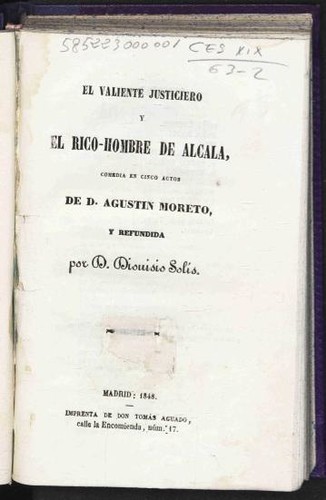 585223000001
CES XIX
63-2
EL VALIENTE JUSTICIERO
Y
EL RICO-HOMBRE DE ALCALA,
COMEDIA EN CINCO ACTOS
DE D. AGUSTIN MORETO,
Y REFUNDIDA
por D. Dionisio Solís.
MADRID: 1848.
IMPRENTA DE DON TOMÁS AGUADO,
calle la Encomienda, núm.º 17.